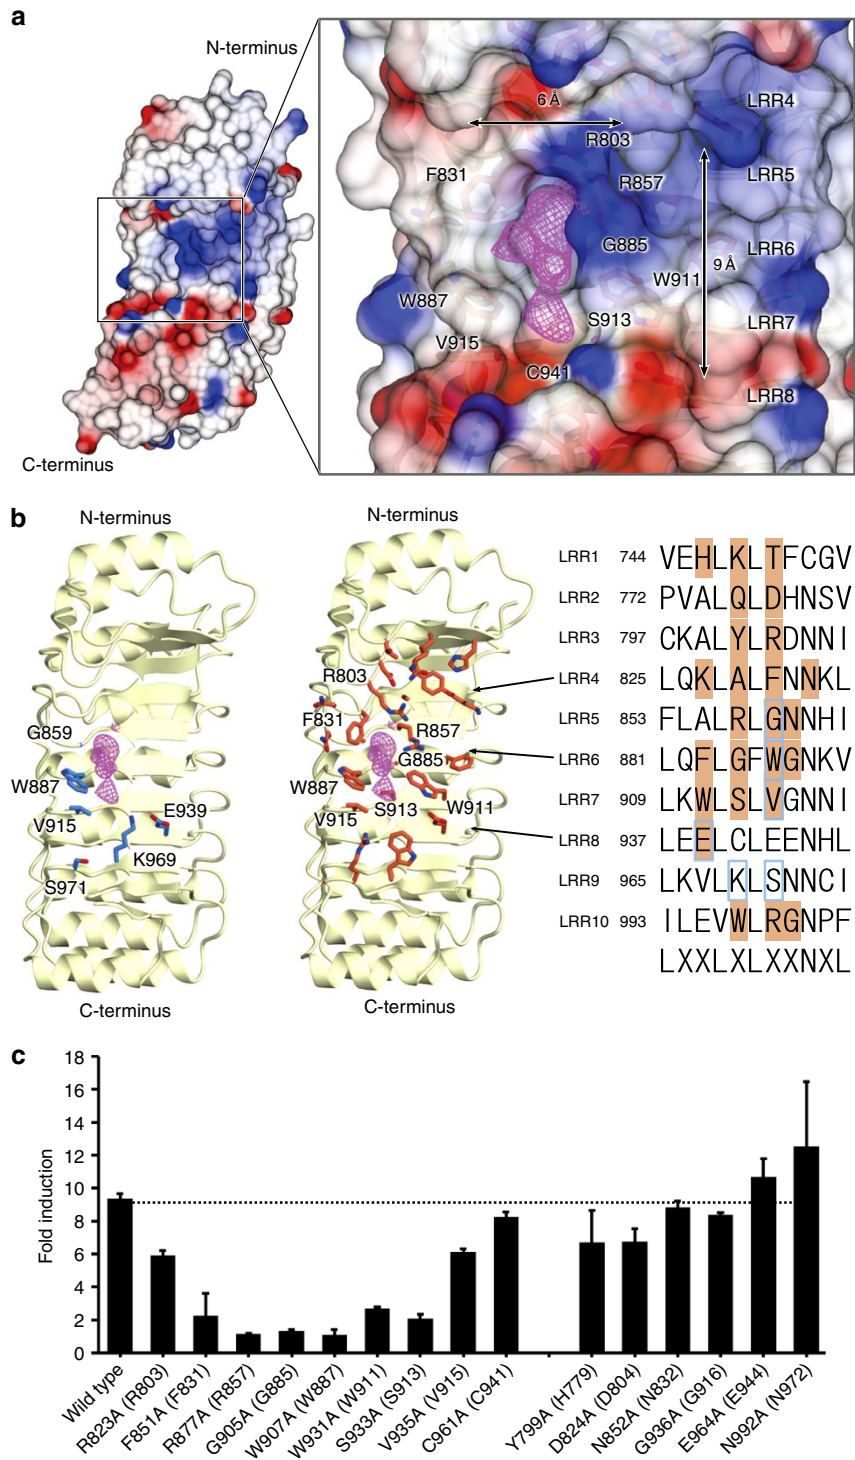 a
N-terminus
C-terminus
6 Å
LRR4
R803
F831
R857
LRR5
G885
LRR6
W911
9 Å
W887
S913
LRR7
V915
C941
LRR8
b
N-terminus
G859
W887
V915
E939
K969
S971
C-terminus
N-terminus
R803
F831
R857
G885
W887
S913
W911
V915
C-terminus
LRR1 744 VEHLKLTFCGV
LRR2 772 PVALQLDHNSV
LRR3 797 CKALYLRDNNI
LRR4 825 LQKLALFNNKL
LRR5 853 FLALRLGNNHI
LRR6 881 LQFLGFWGNKV
LRR7 909 LKWLSLVGNNI
LRR8 937 LEELCLEENHL
LRR9 965 LKVLKLSNNCI
LRR10 993 ILEVWLRGNPF
LXXLXLXXNXL
c
Fold induction
18
16
14
12
10
8
6
4
2
0
Wild type
R823A (R803)
F851A (F831)
R877A (R857)
G905A (G885)
W907A (W887)
W931A (W911)
S933A (S913)
V935A (V915)
C961A (C941)
Y799A (H779)
D824A (D804)
N852A (N832)
G936A (G916)
E964A (E944)
N992A (N972)